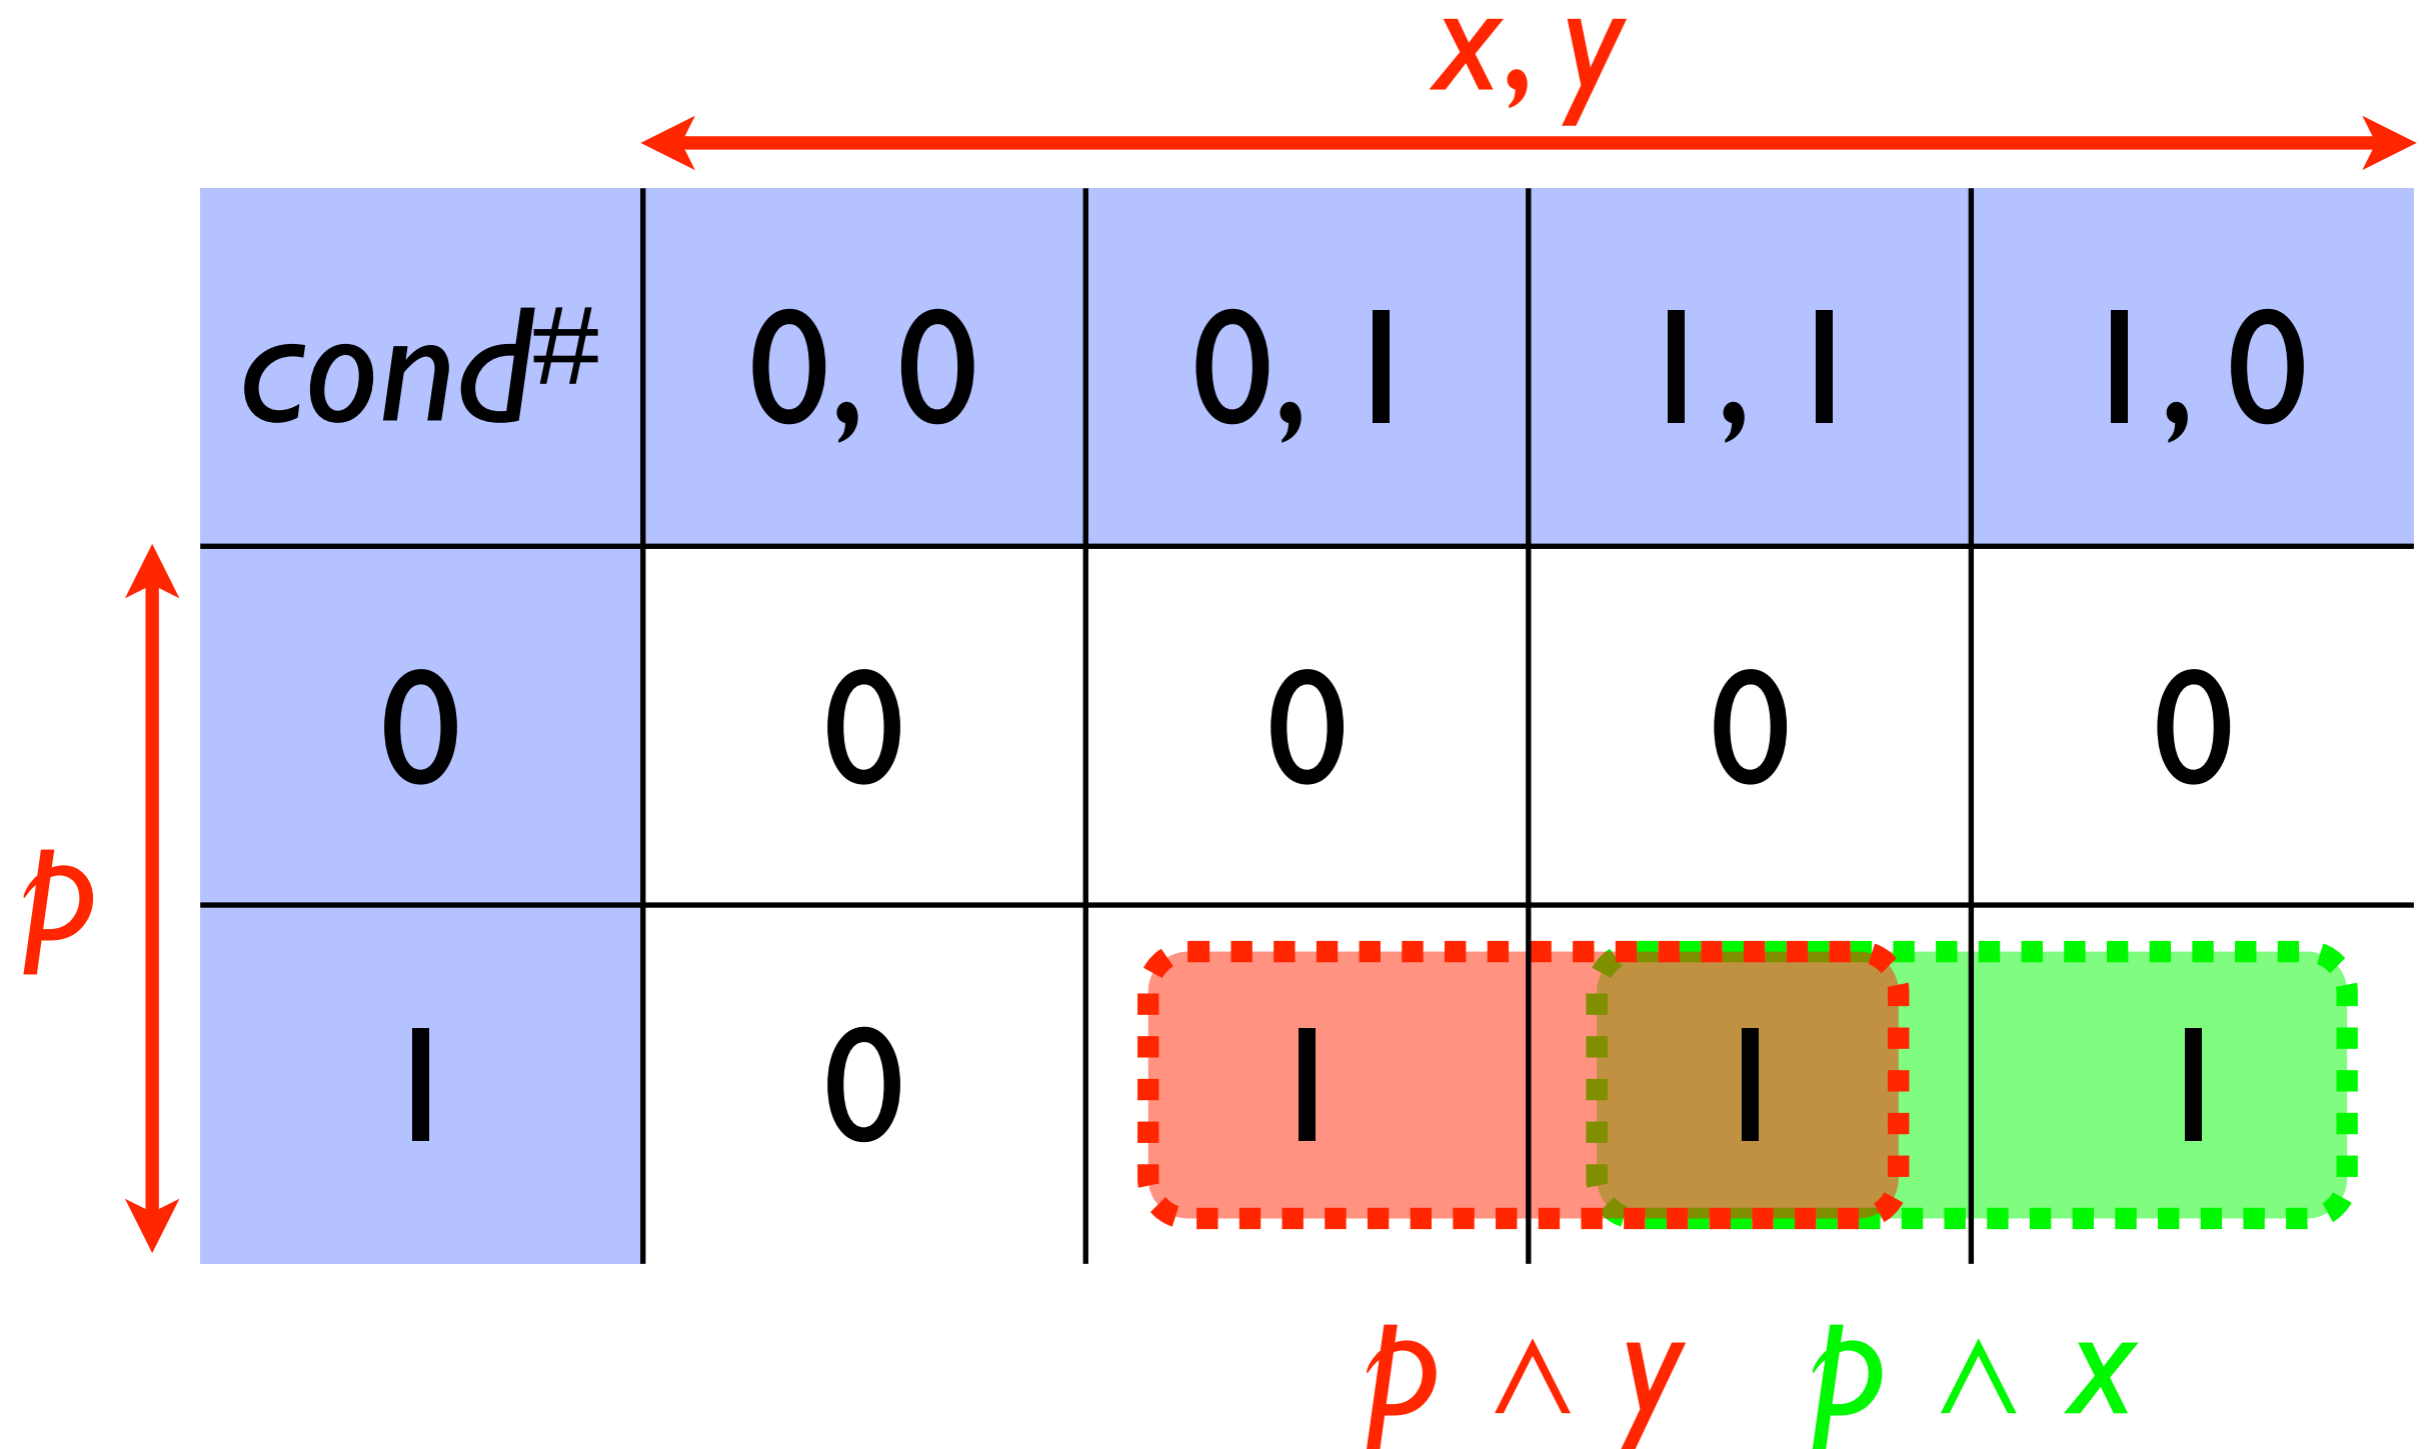 x, y
cond# 0, 0 0, 1 1, 1 1, 0
0 0 0 0 0
p
1 0 1 1 1
p ∧ y p ∧ x